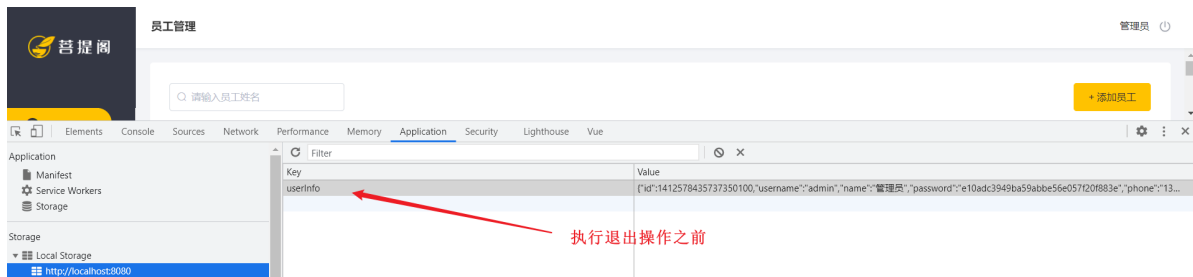 员工管理
管理员
菩提阁
请输入员工姓名
+ 添加员工
Elements Console Sources Network Performance Memory Application Security Lighthouse Vue
Application
Filter
Manifest
Key Value
Service Workers
userInfo {"id":1412578435737350100,"username":"admin","name":"管理员","password":"e10adc3949ba59abbe56e057f20f883e","phone":"13...
Storage
Storage
执行退出操作之前
Local Storage
http://localhost:8080